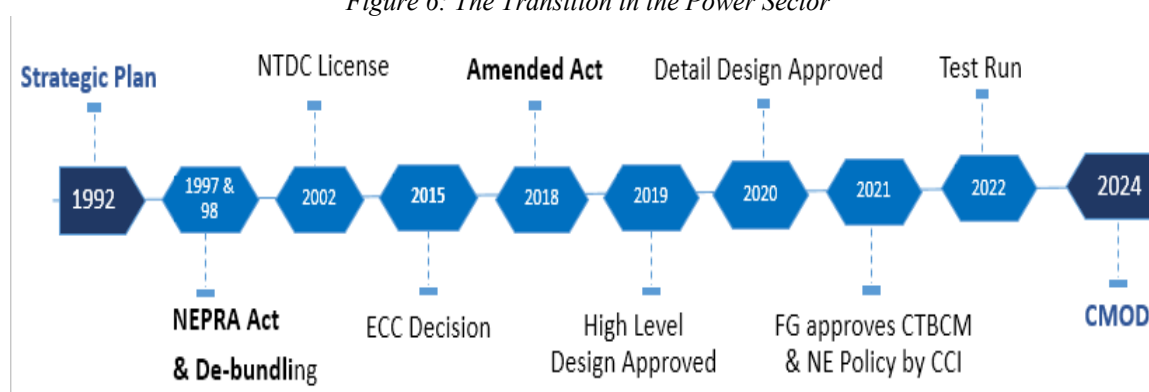 Figure 6: The Transition in the Power Sector
Strategic Plan
NTDC License
Amended Act
Detail Design Approved
Test Run
1992
1997 &
98
2002
2015
2018
2019
2020
2021
2022
2024
NEPRA Act
& De-bundling
ECC Decision
High Level
Design Approved
FG approves CTBCM
& NE Policy by CCI
CMOD